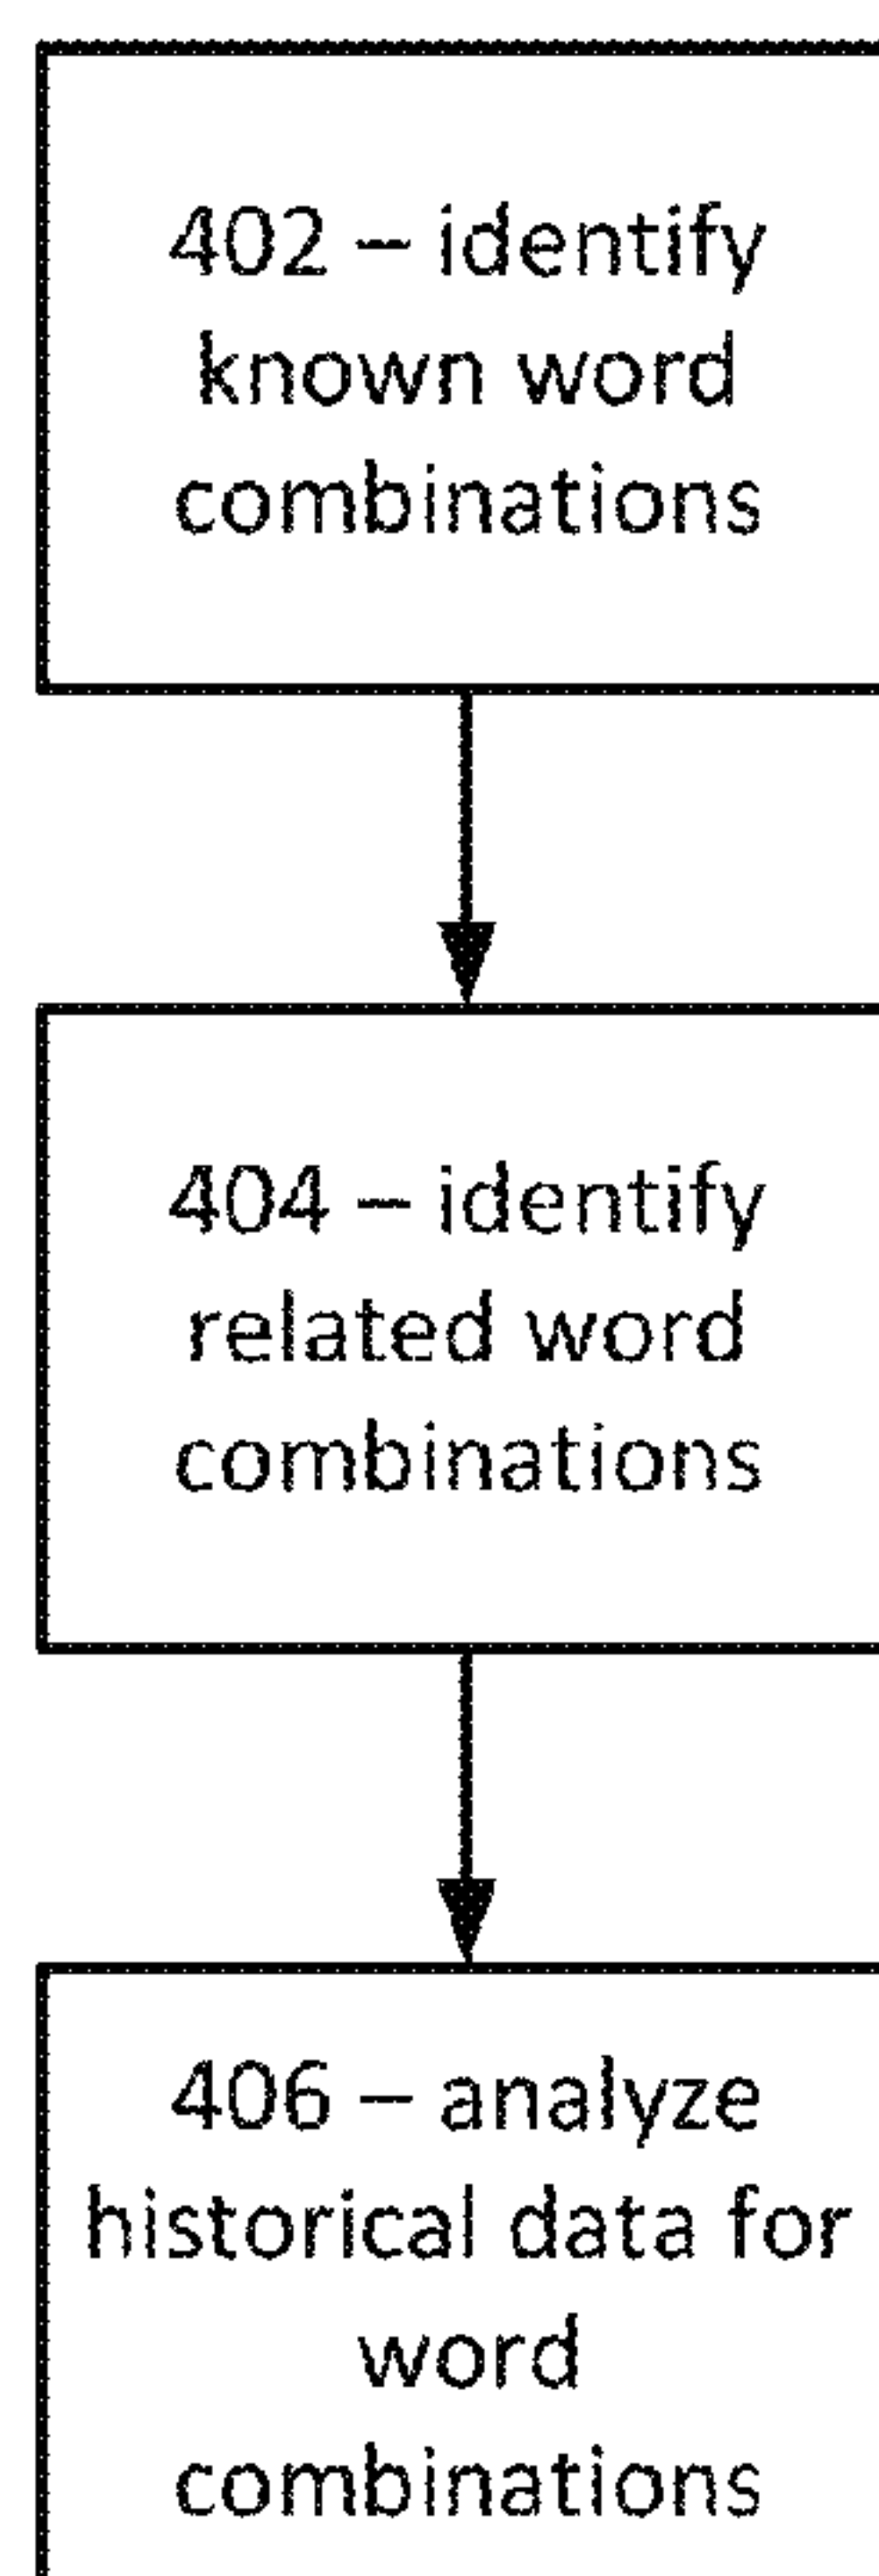 402 – identify
known word
combinations
404 – identify
related word
combinations
406 – analyze
historical data for
word
combinations